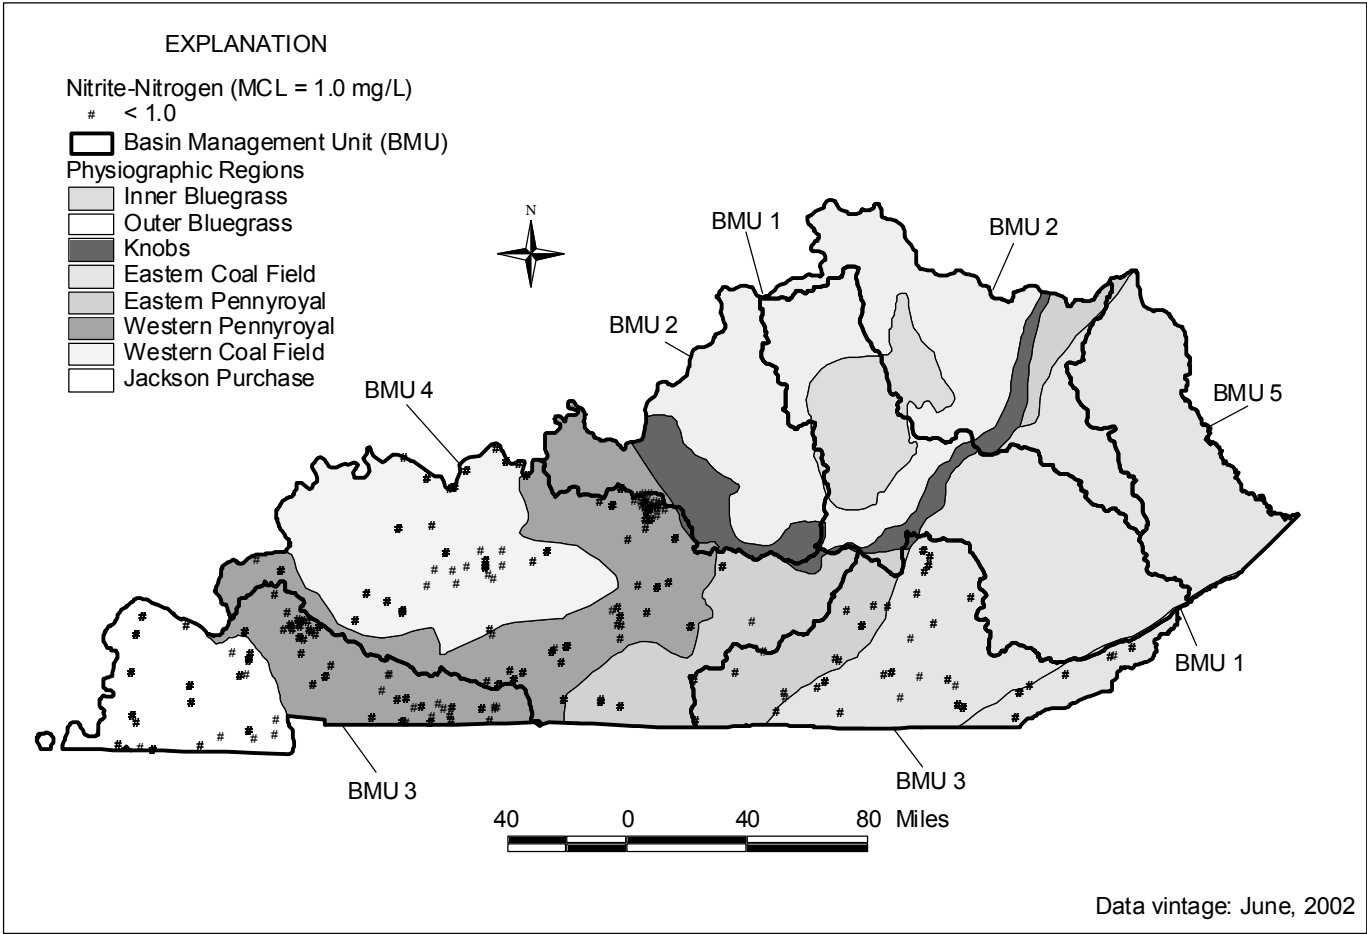 EXPLANATION
Nitrite-Nitrogen (MCL = 1.0 mg/L)
# < 1.0
Basin Management Unit (BMU)
Physiographic Regions
Inner Bluegrass
Outer Bluegrass
Knobs
Eastern Coal Field
Eastern Pennyroyal
Western Pennyroyal
Western Coal Field
Jackson Purchase
N
BMU 1
BMU 2
BMU 2
BMU 4
BMU 5
BMU 1
BMU 3
BMU 3
40 0 40 80 Miles
Data vintage: June, 2002